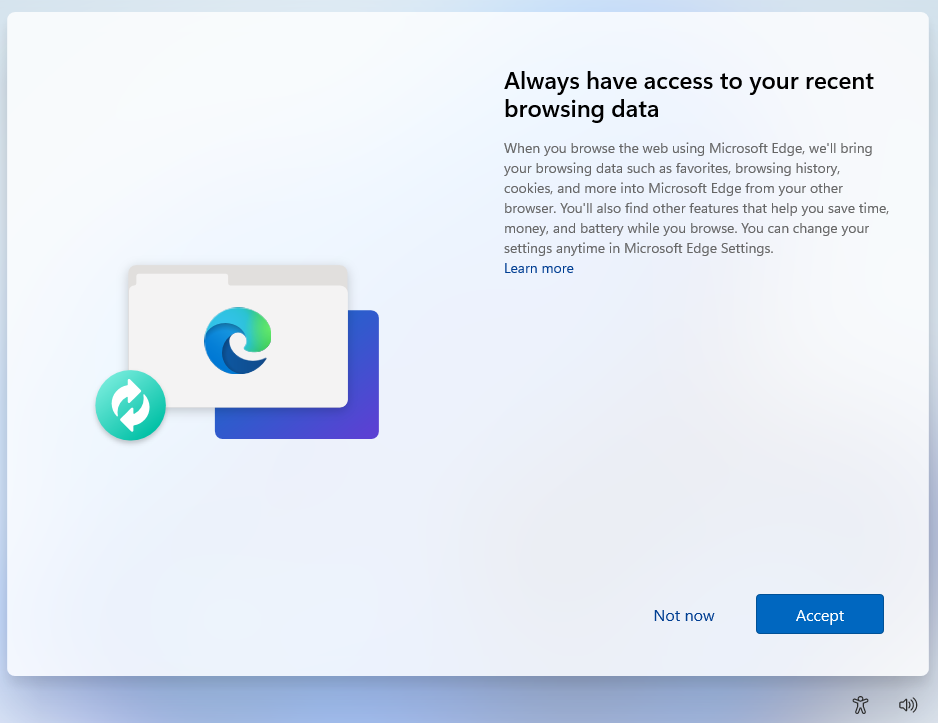 Always have access to your recent
browsing data
When you browse the web using Microsoft Edge, we'll bring
your browsing data such as favorites, browsing history,
cookies, and more into Microsoft Edge from your other
browser. You'll also find other features that help you save time,
money, and battery while you browse. You can change your
settings anytime in Microsoft Edge Settings.
Learn more
Not now
Accept